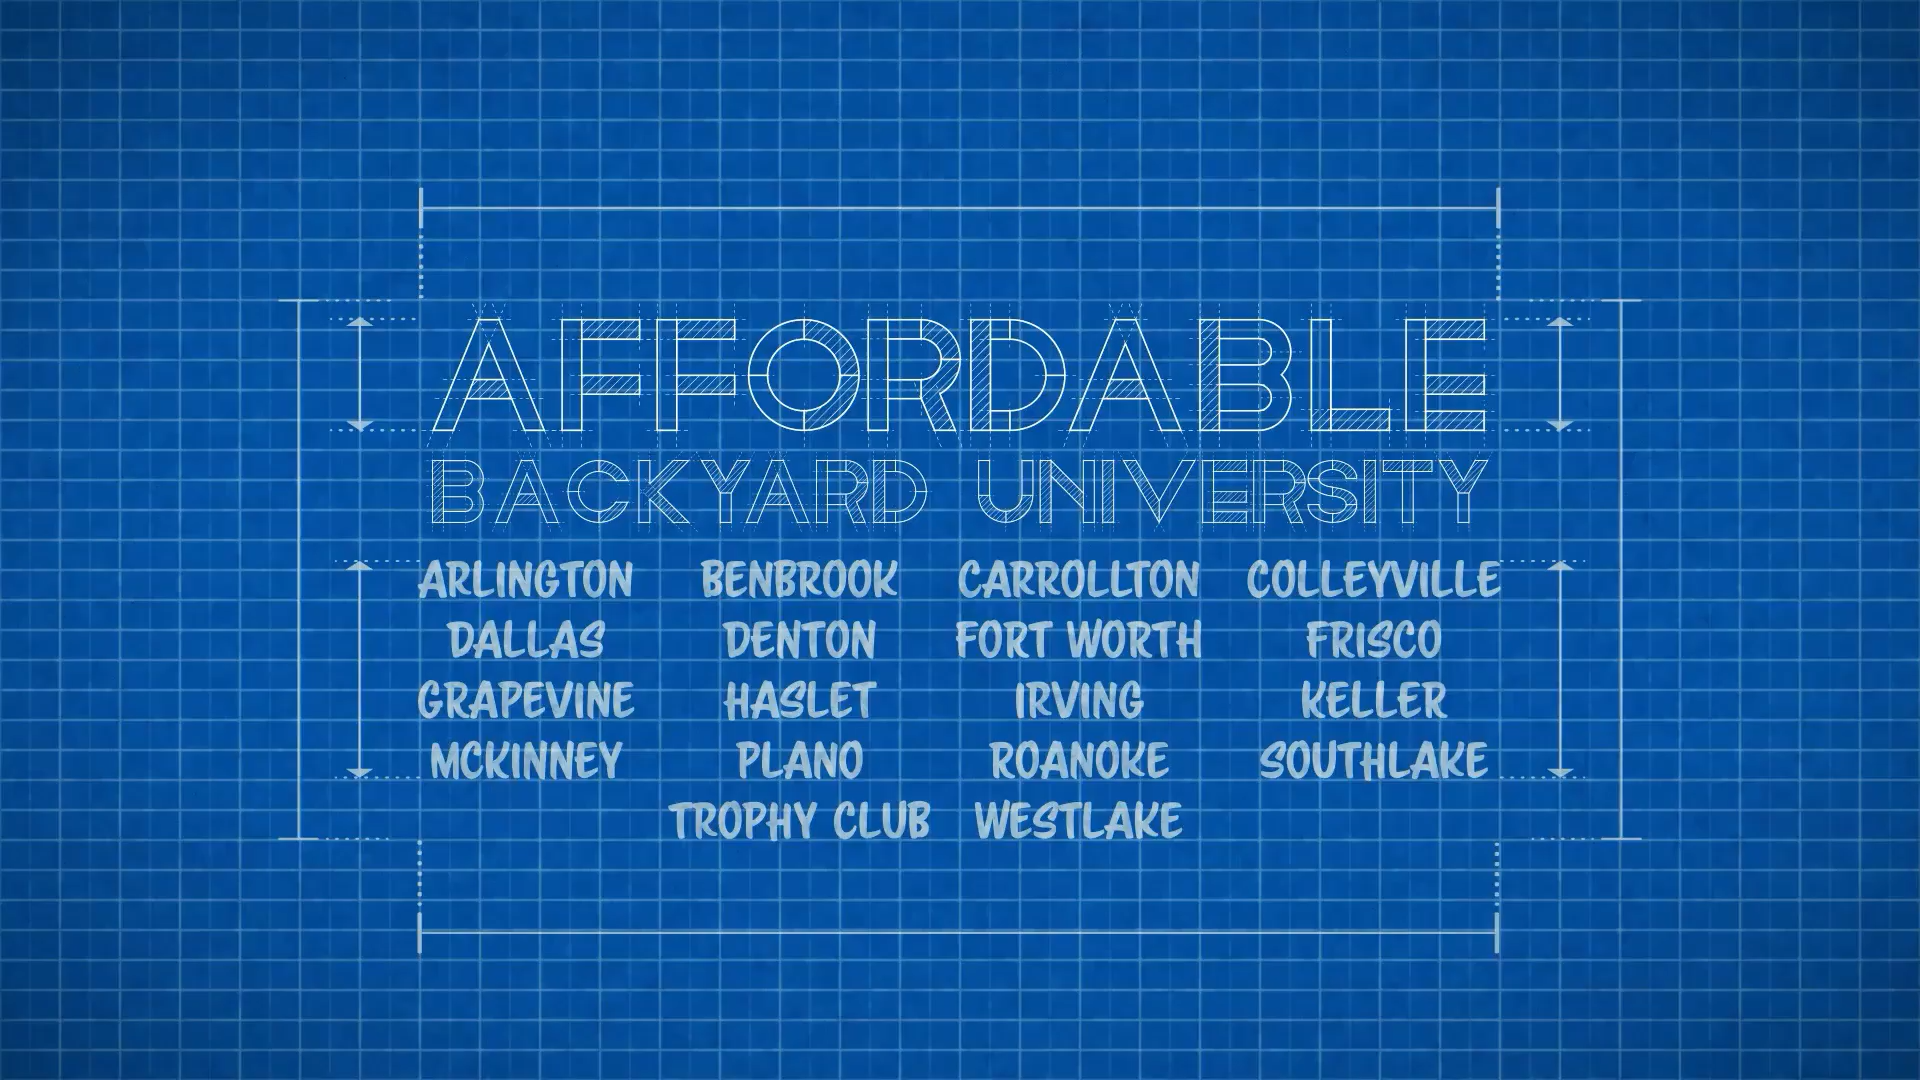 AFFORDABLE
BACKYARD UNIVERSITY
ARLINGTON BENBROOK CARROLLTON COLLEYVILLE
DALLAS DENTON FORT WORTH FRISCO
GRAPEVINE HASLET IRVING KELLER
MCKINNEY PLANO ROANOKE SOUTHLAKE
TROPHY CLUB WESTLAKE